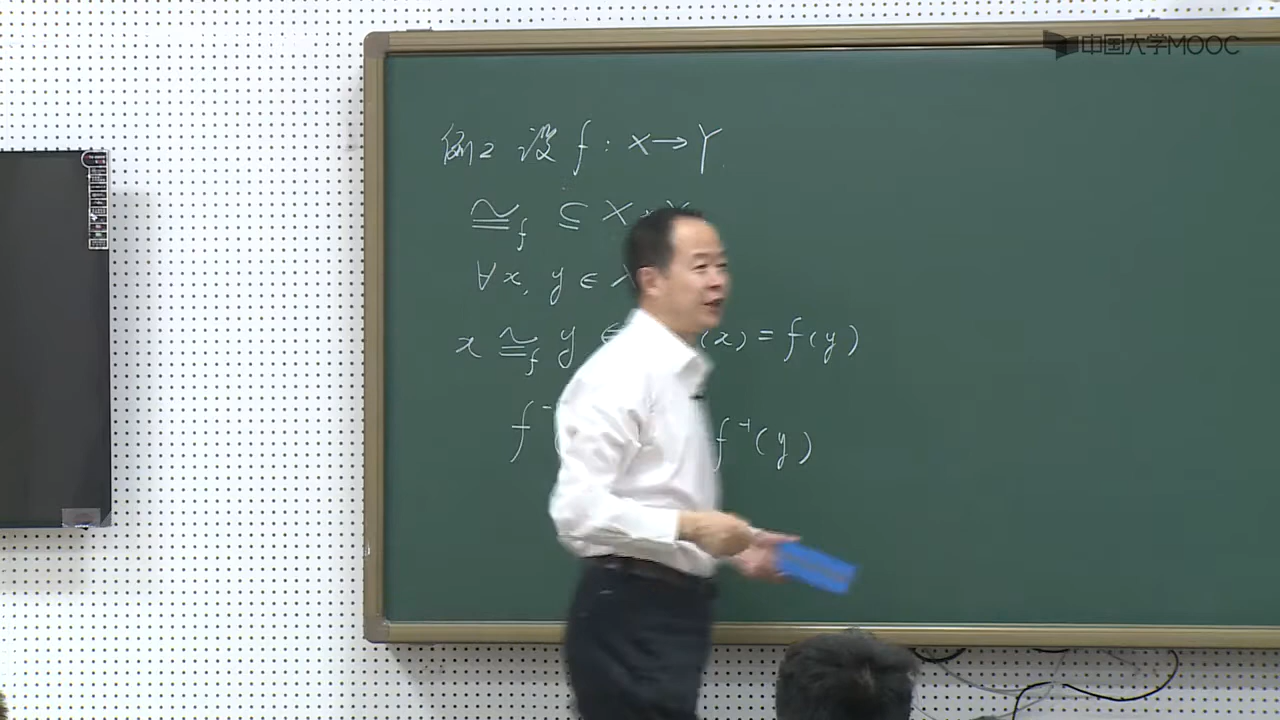 中国大学MOOC
例2 设 f : X → Y.
≅f ⊆ X
∀x, y ∈
x ≅f y (x) = f(y)
f⁻ f⁻¹(y)